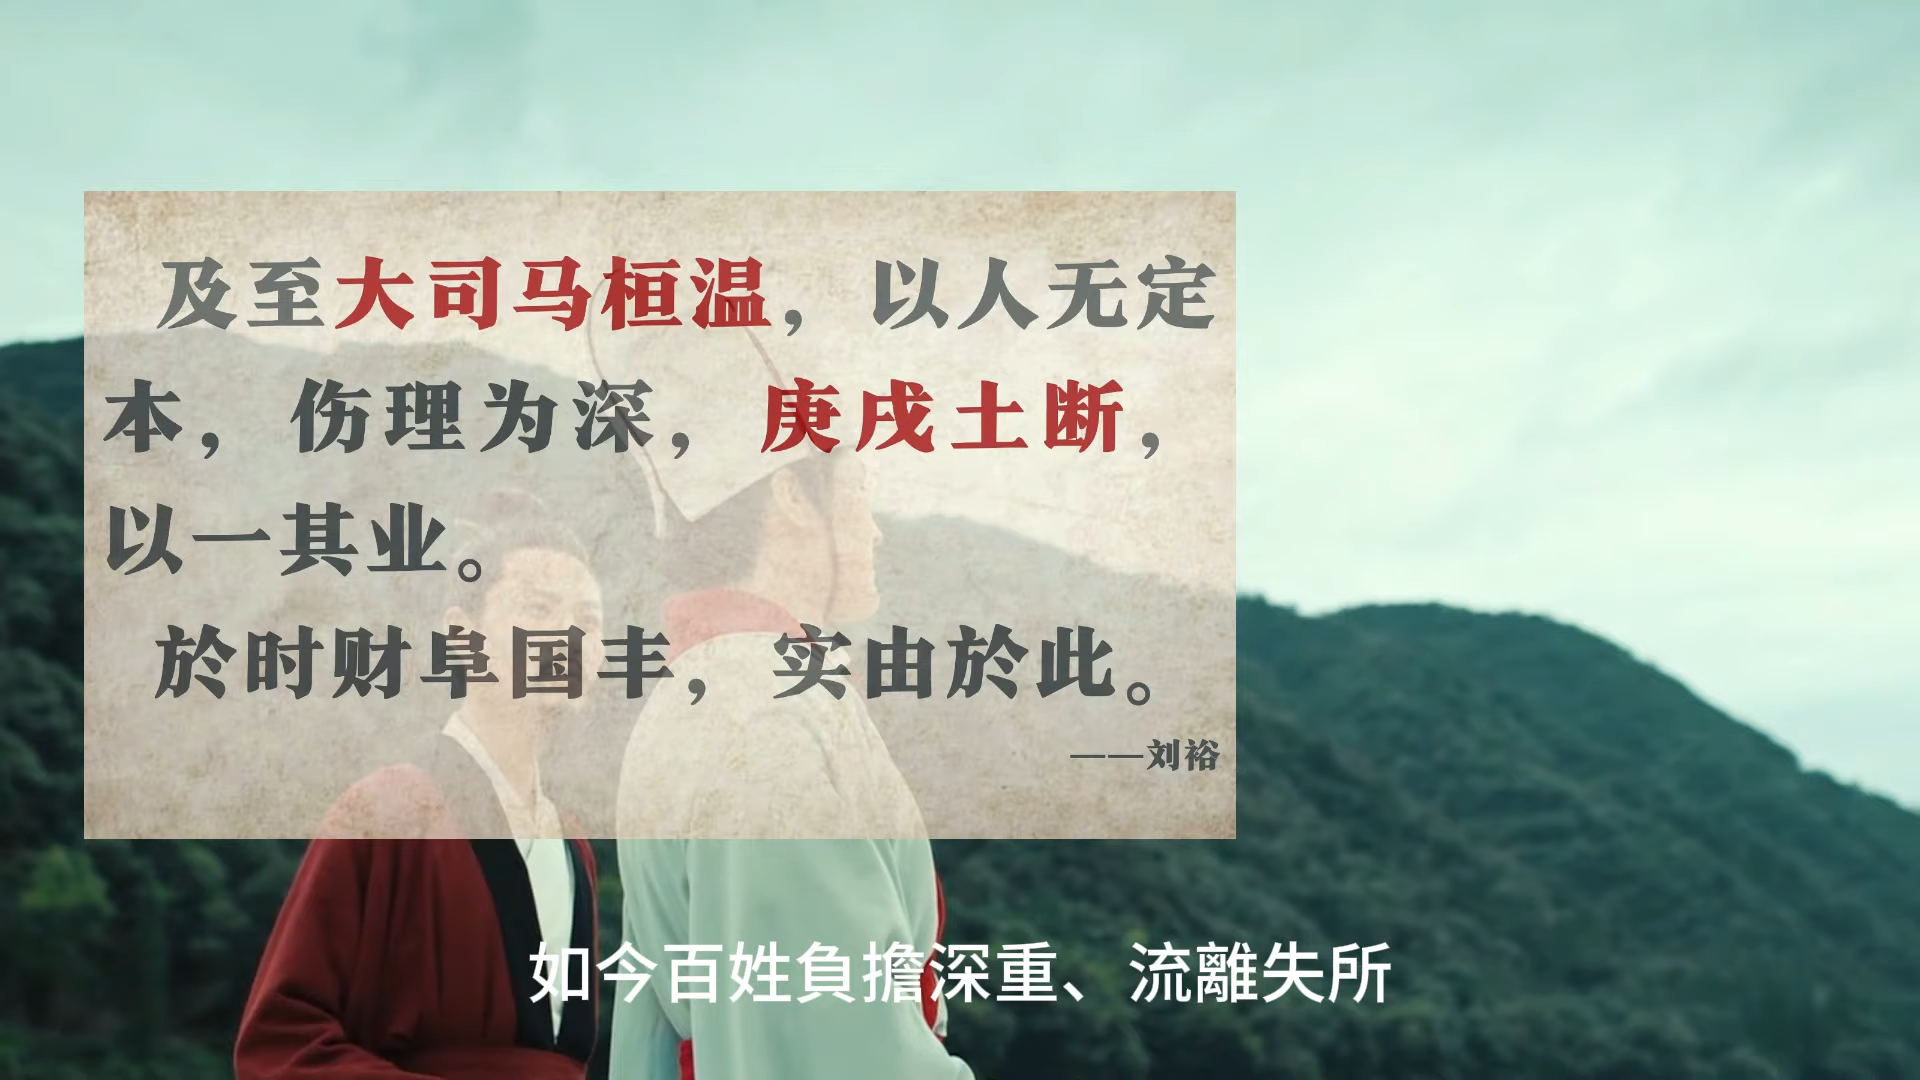 及至大司马桓温，以人无定
本，伤理为深，庚戌土断，
以一其业。
於时财阜国丰，实由於此。
——刘裕
如今百姓負擔深重、流離失所